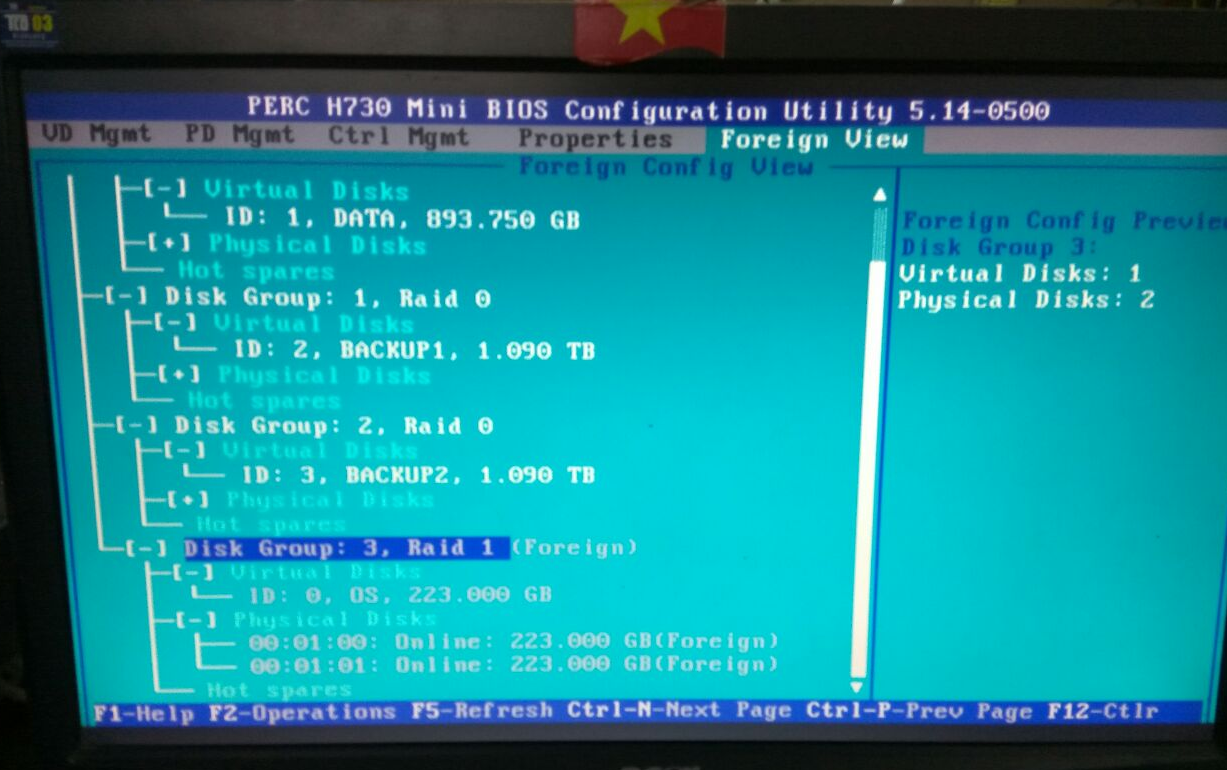 TCB 03
PERC H730 Mini BIOS Configuration Utility 5.14-0500
VD Mgmt PD Mgmt Ctrl Mgmt Properties Foreign View
Foreign Config View
[-] Virtual Disks
ID: 1, DATA, 893.750 GB
[+] Physical Disks
Hot spares
[-] Disk Group: 1, Raid 0
[-] Virtual Disks
ID: 2, BACKUP1, 1.090 TB
[+] Physical Disks
Hot spares
[-] Disk Group: 2, Raid 0
[-] Virtual Disks
ID: 3, BACKUP2, 1.090 TB
[+] Physical Disks
Hot spares
[-] Disk Group: 3, Raid 1 (Foreign)
[-] Virtual Disks
ID: 0, OS, 223.000 GB
[-] Physical Disks
00:01:00: Online: 223.000 GB(Foreign)
00:01:01: Online: 223.000 GB(Foreign)
Hot spares
Foreign Config Previe
Disk Group 3:
Virtual Disks: 1
Physical Disks: 2
F1-Help F2-Operations F5-Refresh Ctrl-N-Next Page Ctrl-P-Prev Page F12-Ctlr